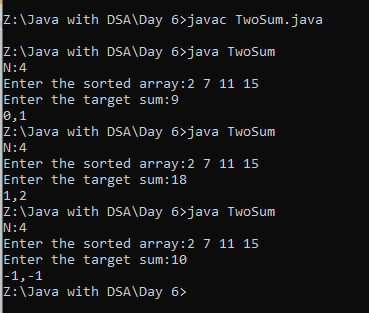 Z:\Java with DSA\Day 6>javac TwoSum.java
Z:\Java with DSA\Day 6>java TwoSum
N:4
Enter the sorted array:2 7 11 15
Enter the target sum:9
0,1
Z:\Java with DSA\Day 6>java TwoSum
N:4
Enter the sorted array:2 7 11 15
Enter the target sum:18
1,2
Z:\Java with DSA\Day 6>java TwoSum
N:4
Enter the sorted array:2 7 11 15
Enter the target sum:10
-1,-1
Z:\Java with DSA\Day 6>